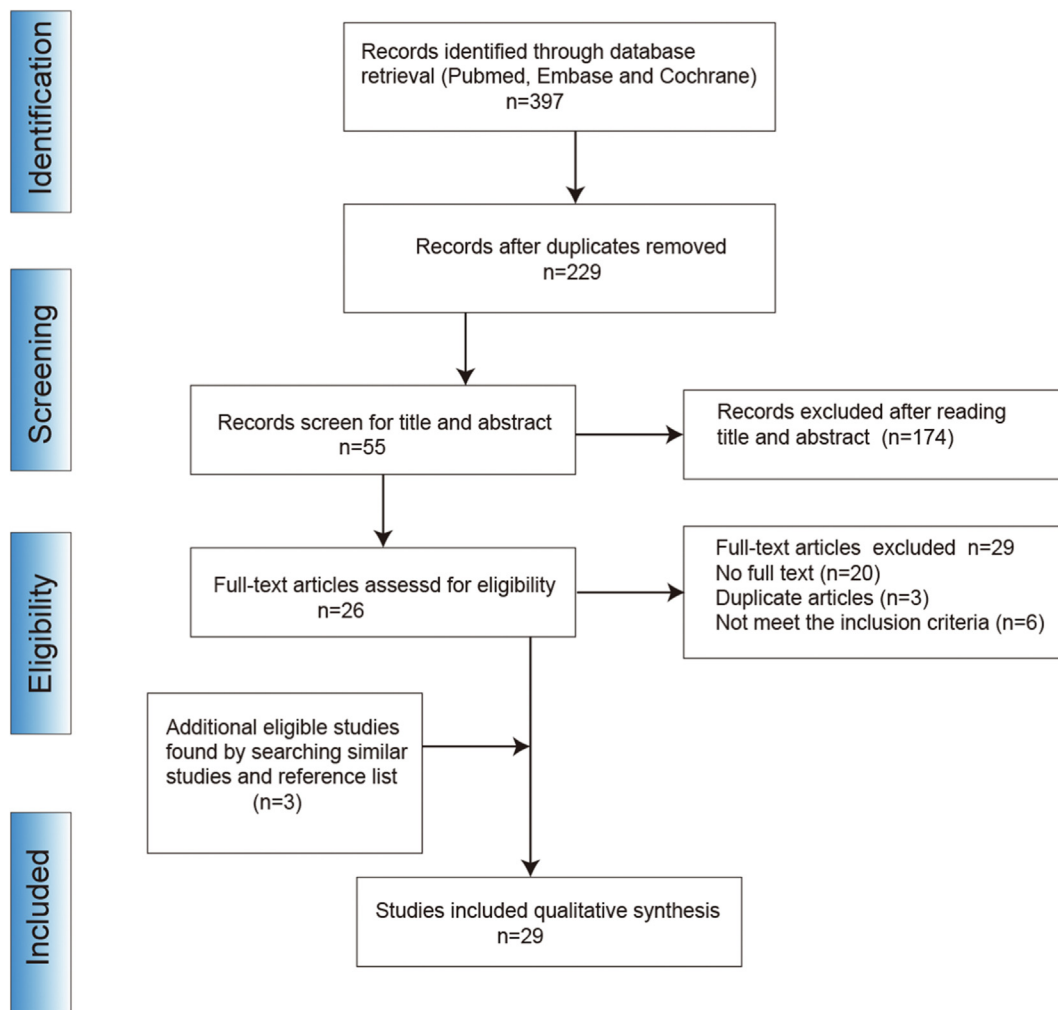 Identification
Records identified through database
retrieval (Pubmed, Embase and Cochrane)
n=397
Records after duplicates removed
n=229
Screening
Records screen for title and abstract
n=55
Records excluded after reading
title and abstract (n=174)
Eligibility
Full-text articles assessd for eligibility
n=26
Full-text articles excluded n=29
No full text (n=20)
Duplicate articles (n=3)
Not meet the inclusion criteria (n=6)
Additional eligible studies
found by searching similar
studies and reference list
(n=3)
Included
Studies included qualitative synthesis
n=29